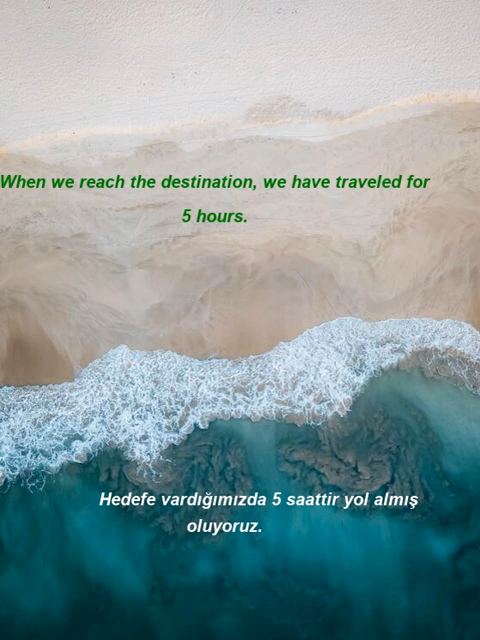 When we reach the destination, we have traveled for
5 hours.
Hedefe vardığımızda 5 saattir yol almış
oluyoruz.